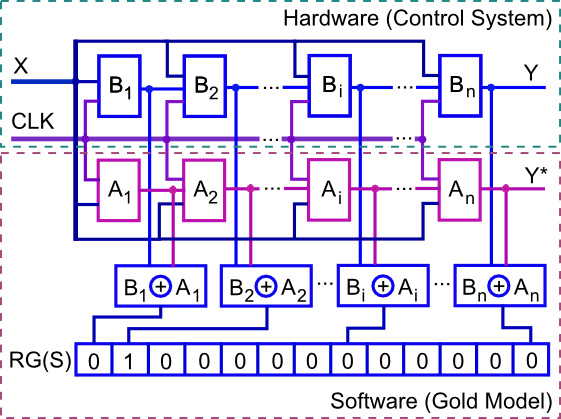 Hardware (Control System)
X
B1 B2 ... Bi ... Bn
Y
CLK
... ...
A1 A2 ... Ai ... An
Y*
B1 ⊕ A1 B2 ⊕ A2 ... Bi ⊕ Ai ... Bn ⊕ An
RG(S) 0 1 0 0 0 0 0 0 0 0 0 0 0
Software (Gold Model)